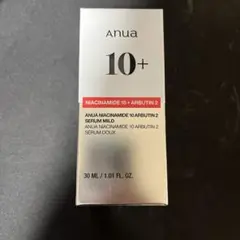 Anua
10+
NIACINAMIDE 10 + ARBUTIN 2
ANUA NIACINAMIDE 10 ARBUTIN 2
SERUM MILD
ANUA NIACINAMIDE 10 ARBUTIN 2
SERUM DOUX
30 ML / 1.01 FL. OZ.